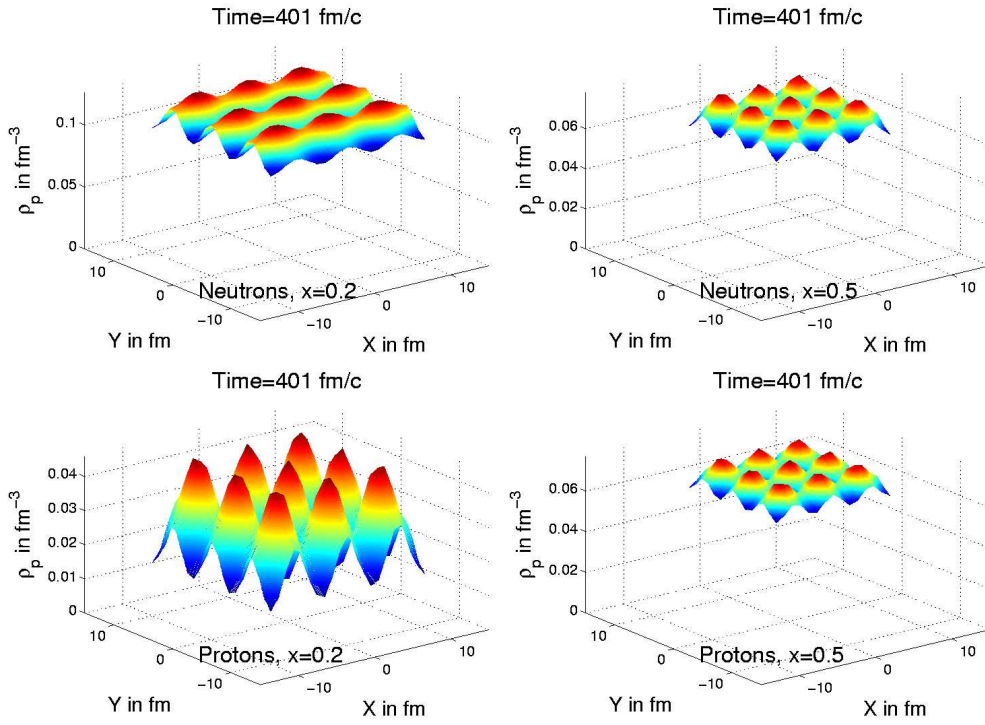 Time=401 fm/c
ρp in fm−3
0.1
0.05
0
10
0
−10
Y in fm
Neutrons, x=0.2
−10
0
10
X in fm
Time=401 fm/c
ρp in fm−3
0.06
0.04
0.02
0
10
0
−10
Y in fm
Neutrons, x=0.5
−10
0
10
X in fm
Time=401 fm/c
ρp in fm−3
0.04
0.03
0.02
0.01
0
10
0
−10
Y in fm
Protons, x=0.2
−10
0
10
X in fm
Time=401 fm/c
ρp in fm−3
0.06
0.04
0.02
0
10
0
−10
Y in fm
Protons, x=0.5
−10
0
10
X in fm